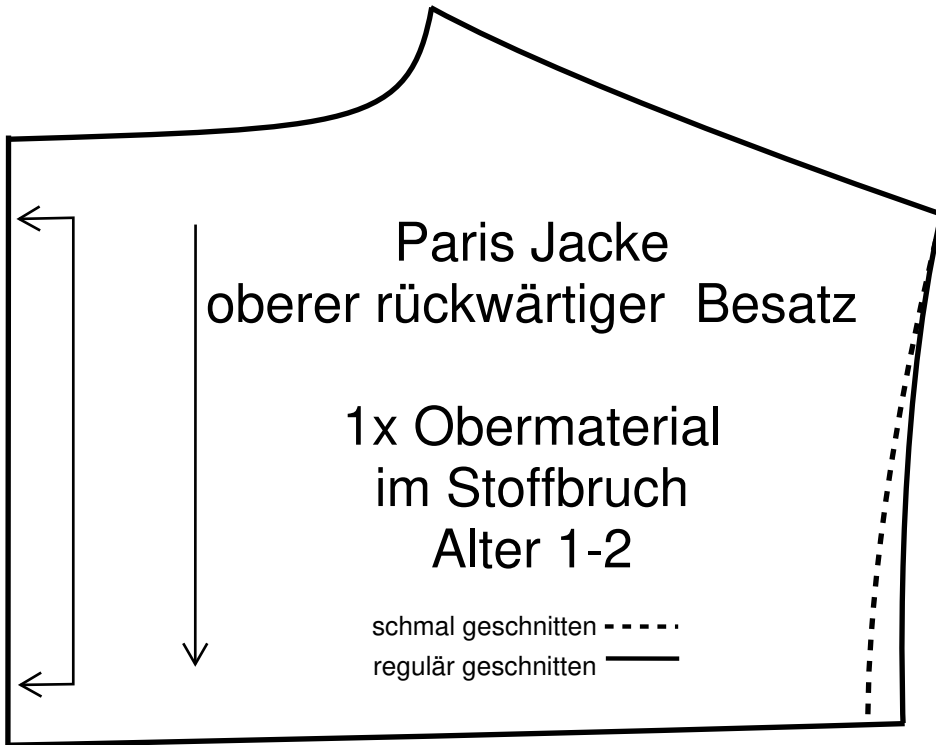 Paris Jacke
oberer rückwärtiger Besatz
1x Obermaterial
im Stoffbruch
Alter 1-2
schmal geschnitten
regulär geschnitten